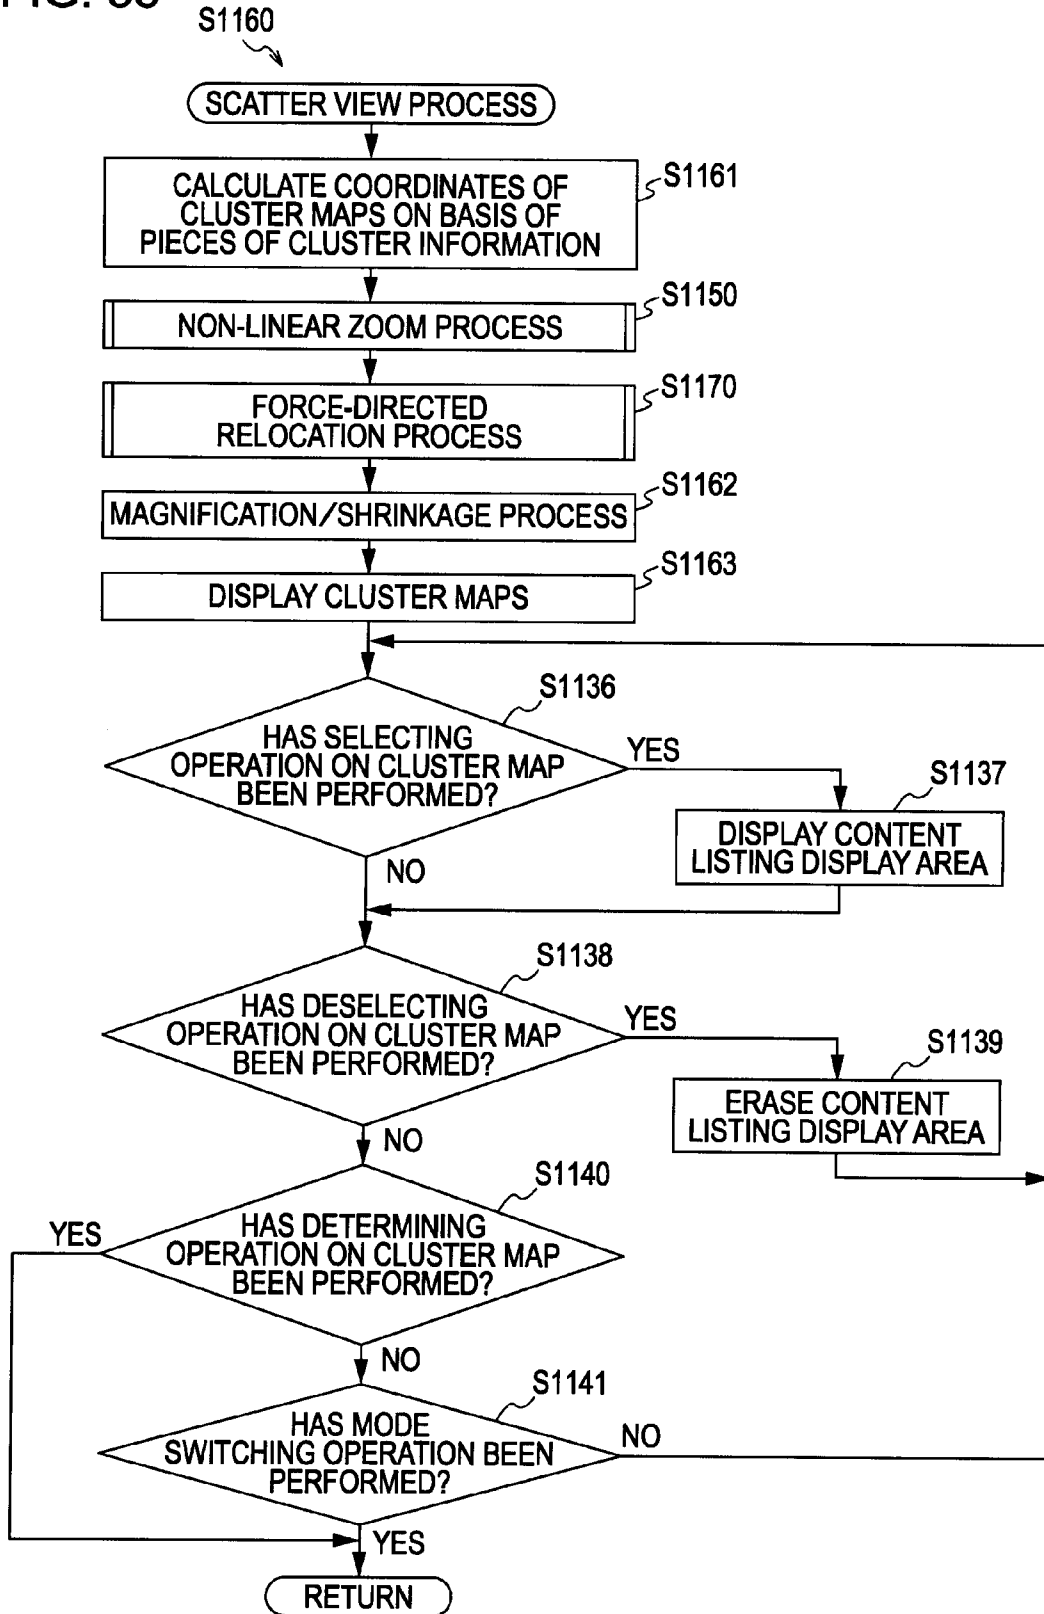 S1160
SCATTER VIEW PROCESS
CALCULATE COORDINATES OF
CLUSTER MAPS ON BASIS OF
PIECES OF CLUSTER INFORMATION
S1161
NON-LINEAR ZOOM PROCESS
S1150
FORCE-DIRECTED
RELOCATION PROCESS
S1170
MAGNIFICATION/SHRINKAGE PROCESS
S1162
DISPLAY CLUSTER MAPS
S1163
S1136
HAS SELECTING
OPERATION ON CLUSTER MAP
BEEN PERFORMED?
YES
NO
S1137
DISPLAY CONTENT
LISTING DISPLAY AREA
S1138
HAS DESELECTING
OPERATION ON CLUSTER MAP
BEEN PERFORMED?
YES
NO
S1139
ERASE CONTENT
LISTING DISPLAY AREA
S1140
HAS DETERMINING
OPERATION ON CLUSTER MAP
BEEN PERFORMED?
YES
NO
S1141
HAS MODE
SWITCHING OPERATION BEEN
PERFORMED?
NO
YES
RETURN